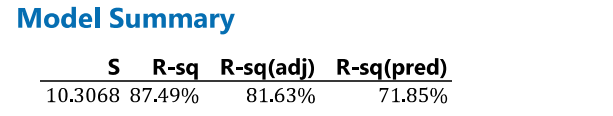 Model Summary
S R-sq R-sq(adj) R-sq(pred)
10.3068 87.49% 81.63% 71.85%